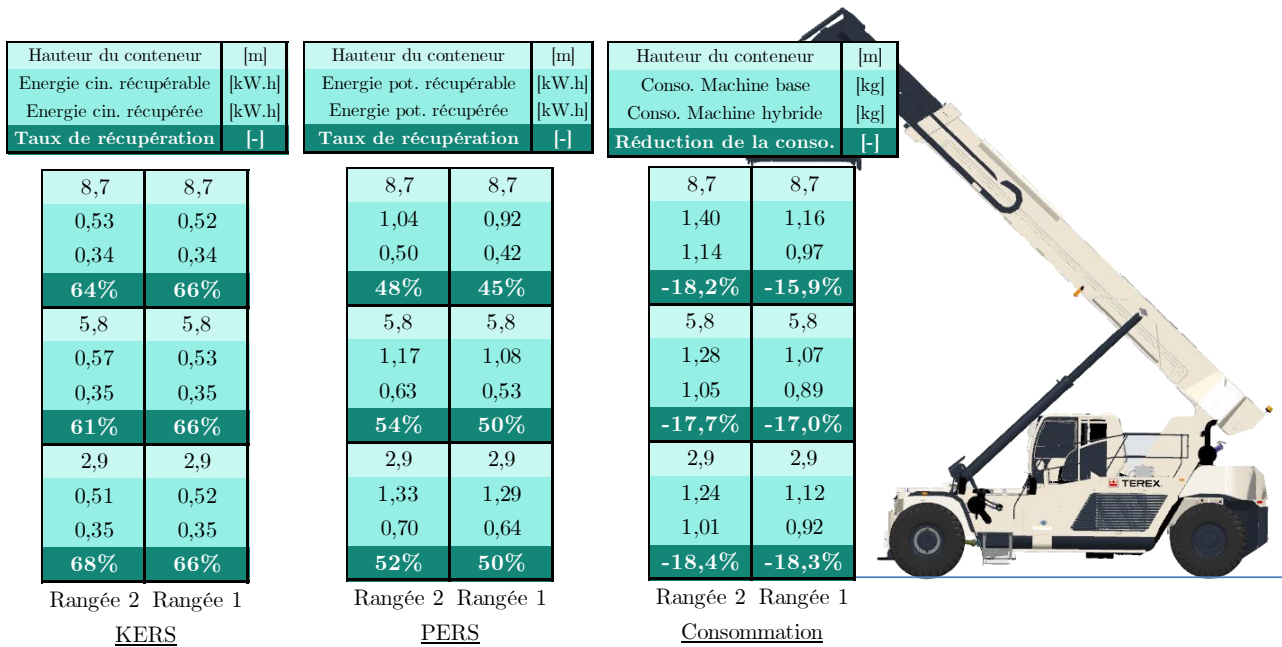 Hauteur du conteneur [m]
Energie cin. récupérable [kW.h]
Energie cin. récupérée [kW.h]
Taux de récupération [-]
8,7 8,7
0,53 0,52
0,34 0,34
64% 66%
5,8 5,8
0,57 0,53
0,35 0,35
61% 66%
2,9 2,9
0,51 0,52
0,35 0,35
68% 66%
Rangée 2 Rangée 1
KERS
Hauteur du conteneur [m]
Energie pot. récupérable [kW.h]
Energie pot. récupérée [kW.h]
Taux de récupération [-]
8,7 8,7
1,04 0,92
0,50 0,42
48% 45%
5,8 5,8
1,17 1,08
0,63 0,53
54% 50%
2,9 2,9
1,33 1,29
0,70 0,64
52% 50%
Rangée 2 Rangée 1
PERS
Hauteur du conteneur [m]
Conso. Machine base [kg]
Conso. Machine hybride [kg]
Réduction de la conso. [-]
8,7 8,7
1,40 1,16
1,14 0,97
-18,2% -15,9%
5,8 5,8
1,28 1,07
1,05 0,89
-17,7% -17,0%
2,9 2,9
1,24 1,12
1,01 0,92
-18,4% -18,3%
Rangée 2 Rangée 1
Consommation
TEREX